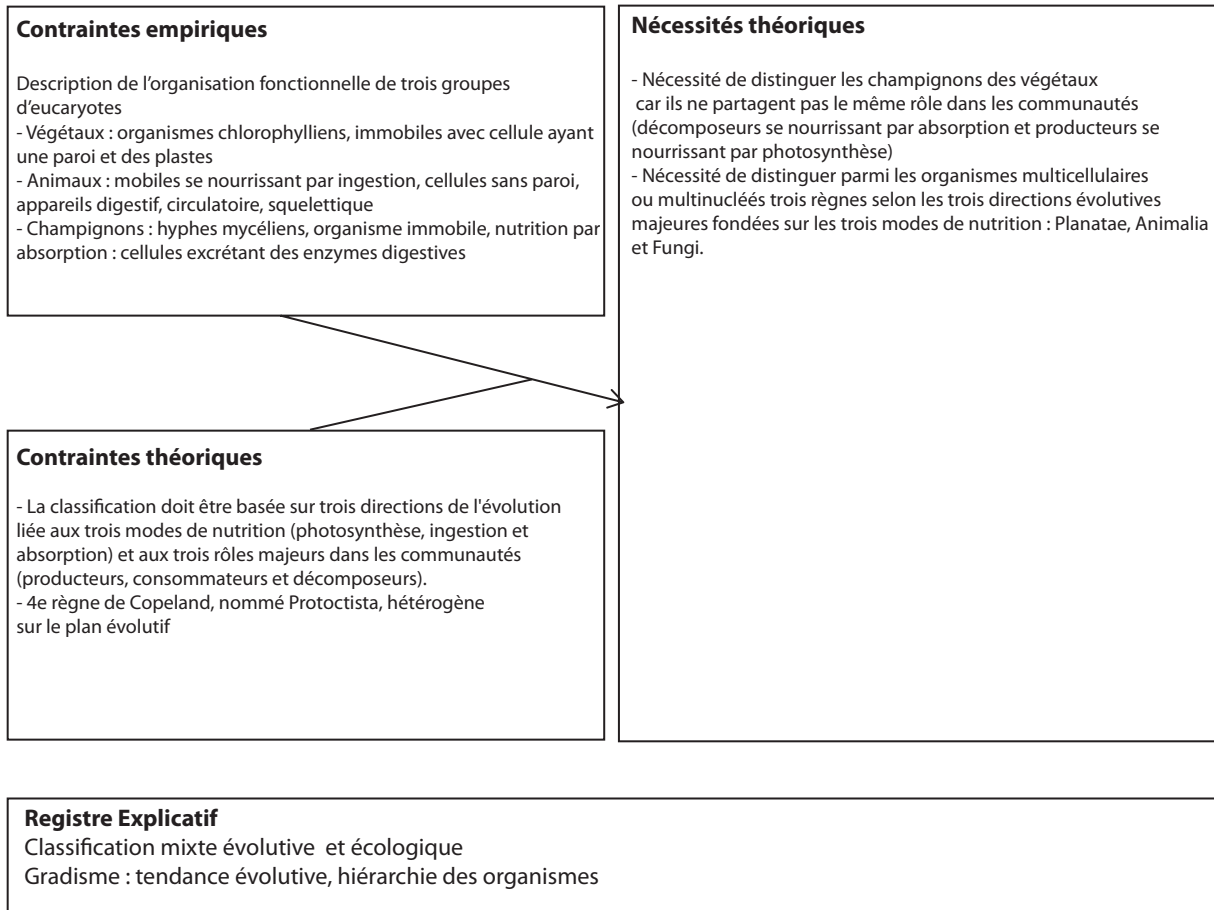 Contraintes empiriques
Description de l’organisation fonctionnelle de trois groupes
d’eucaryotes
- Végétaux : organismes chlorophylliens, immobiles avec cellule ayant
une paroi et des plastes
- Animaux : mobiles se nourrissant par ingestion, cellules sans paroi,
appareils digestif, circulatoire, squelettique
- Champignons : hyphes mycéliens, organisme immobile, nutrition par
absorption : cellules excrétant des enzymes digestives
Contraintes théoriques
- La classification doit être basée sur trois directions de l'évolution
liée aux trois modes de nutrition (photosynthèse, ingestion et
absorption) et aux trois rôles majeurs dans les communautés
(producteurs, consommateurs et décomposeurs).
- 4e règne de Copeland, nommé Protoctista, hétérogène
sur le plan évolutif
Nécessités théoriques
- Nécessité de distinguer les champignons des végétaux
car ils ne partagent pas le même rôle dans les communautés
(décomposeurs se nourrissant par absorption et producteurs se
nourrissant par photosynthèse)
- Nécessité de distinguer parmi les organismes multicellulaires
ou multinucléés trois règnes selon les trois directions évolutives
majeures fondées sur les trois modes de nutrition : Planatae, Animalia
et Fungi.
Registre Explicatif
Classification mixte évolutive et écologique
Gradisme : tendance évolutive, hiérarchie des organismes